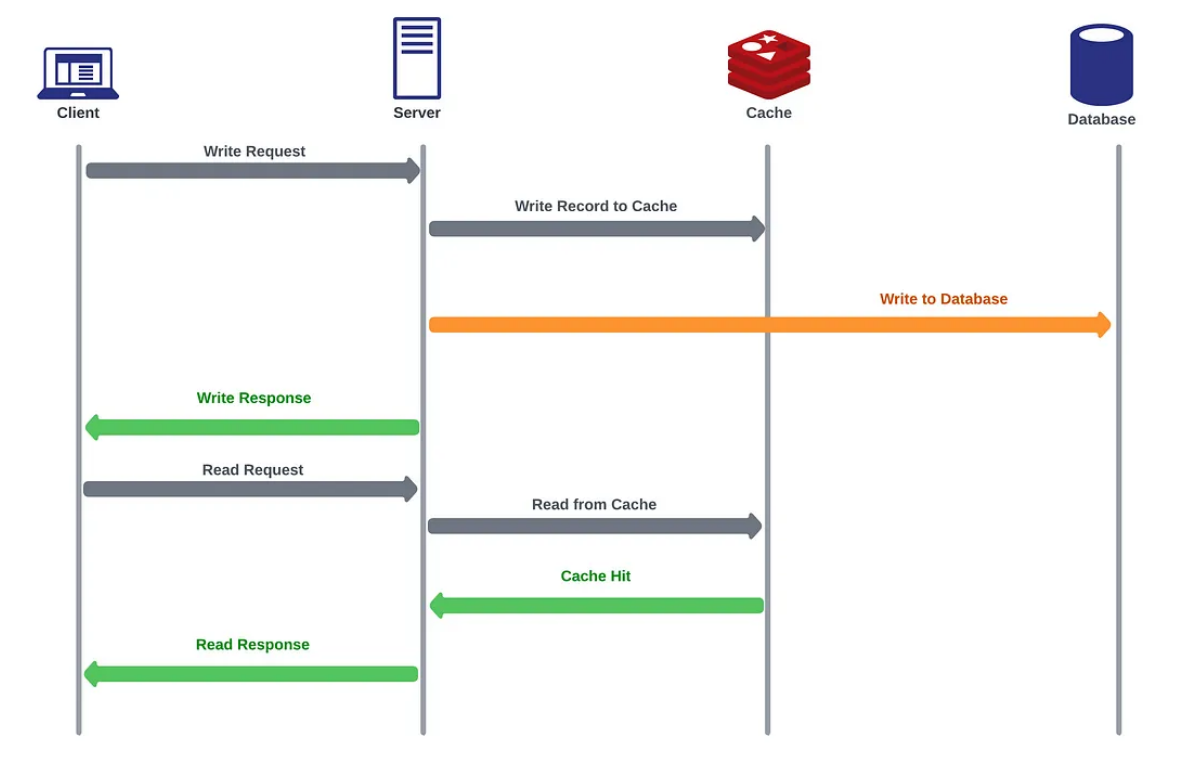 Client
Server
Cache
Database
Write Request
Write Record to Cache
Write to Database
Write Response
Read Request
Read from Cache
Cache Hit
Read Response